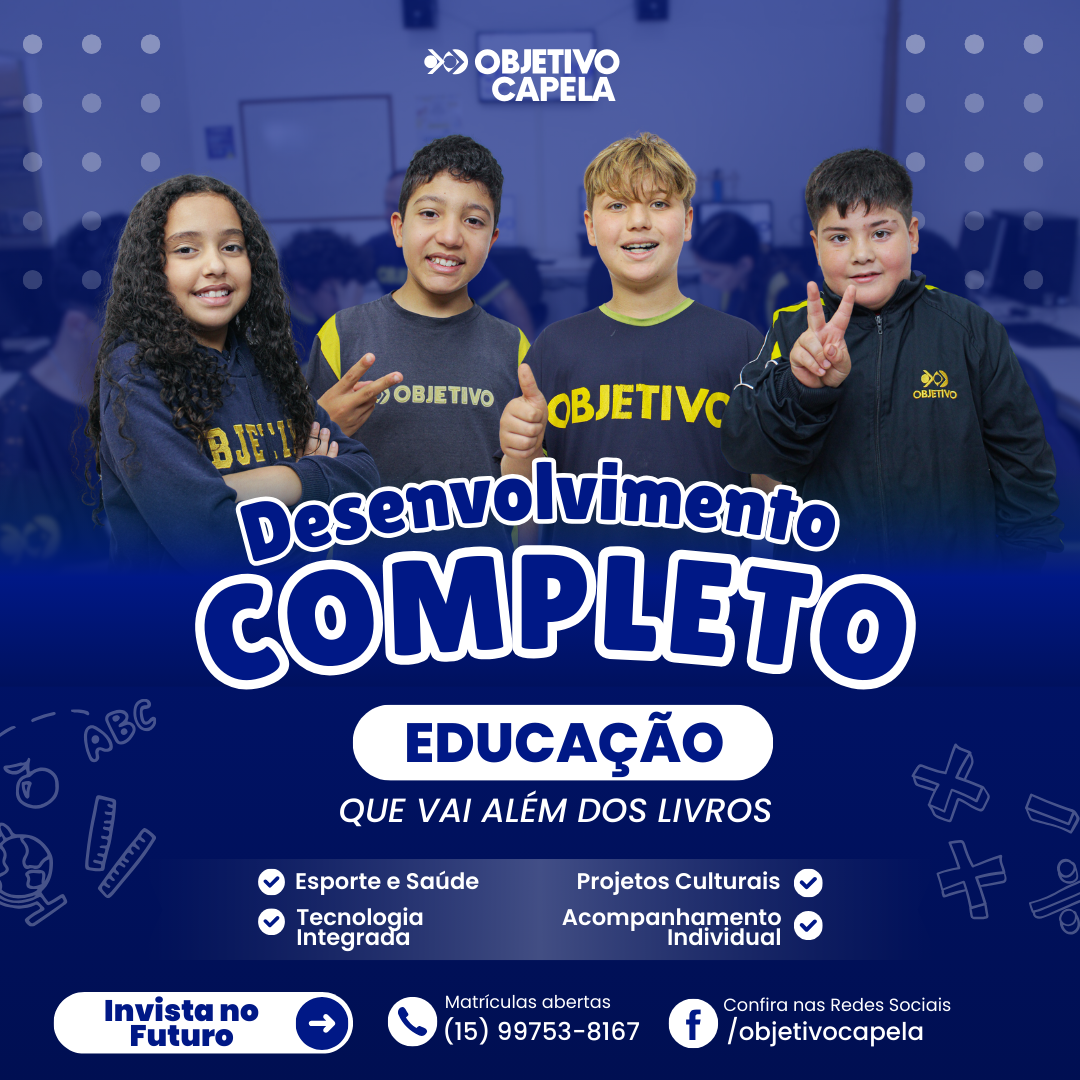 OBJETIVO
CAPELA
OBJETIVO
OBJETIVO
OBJETIVO
Desenvolvimento
COMPLETO
EDUCAÇÃO
QUE VAI ALÉM DOS LIVROS
Esporte e Saúde
Projetos Culturais
Tecnologia
Integrada
Acompanhamento
Individual
ABC
Invista no
Futuro
Matrículas abertas
(15) 99753-8167
Confira nas Redes Sociais
/objetivocapela